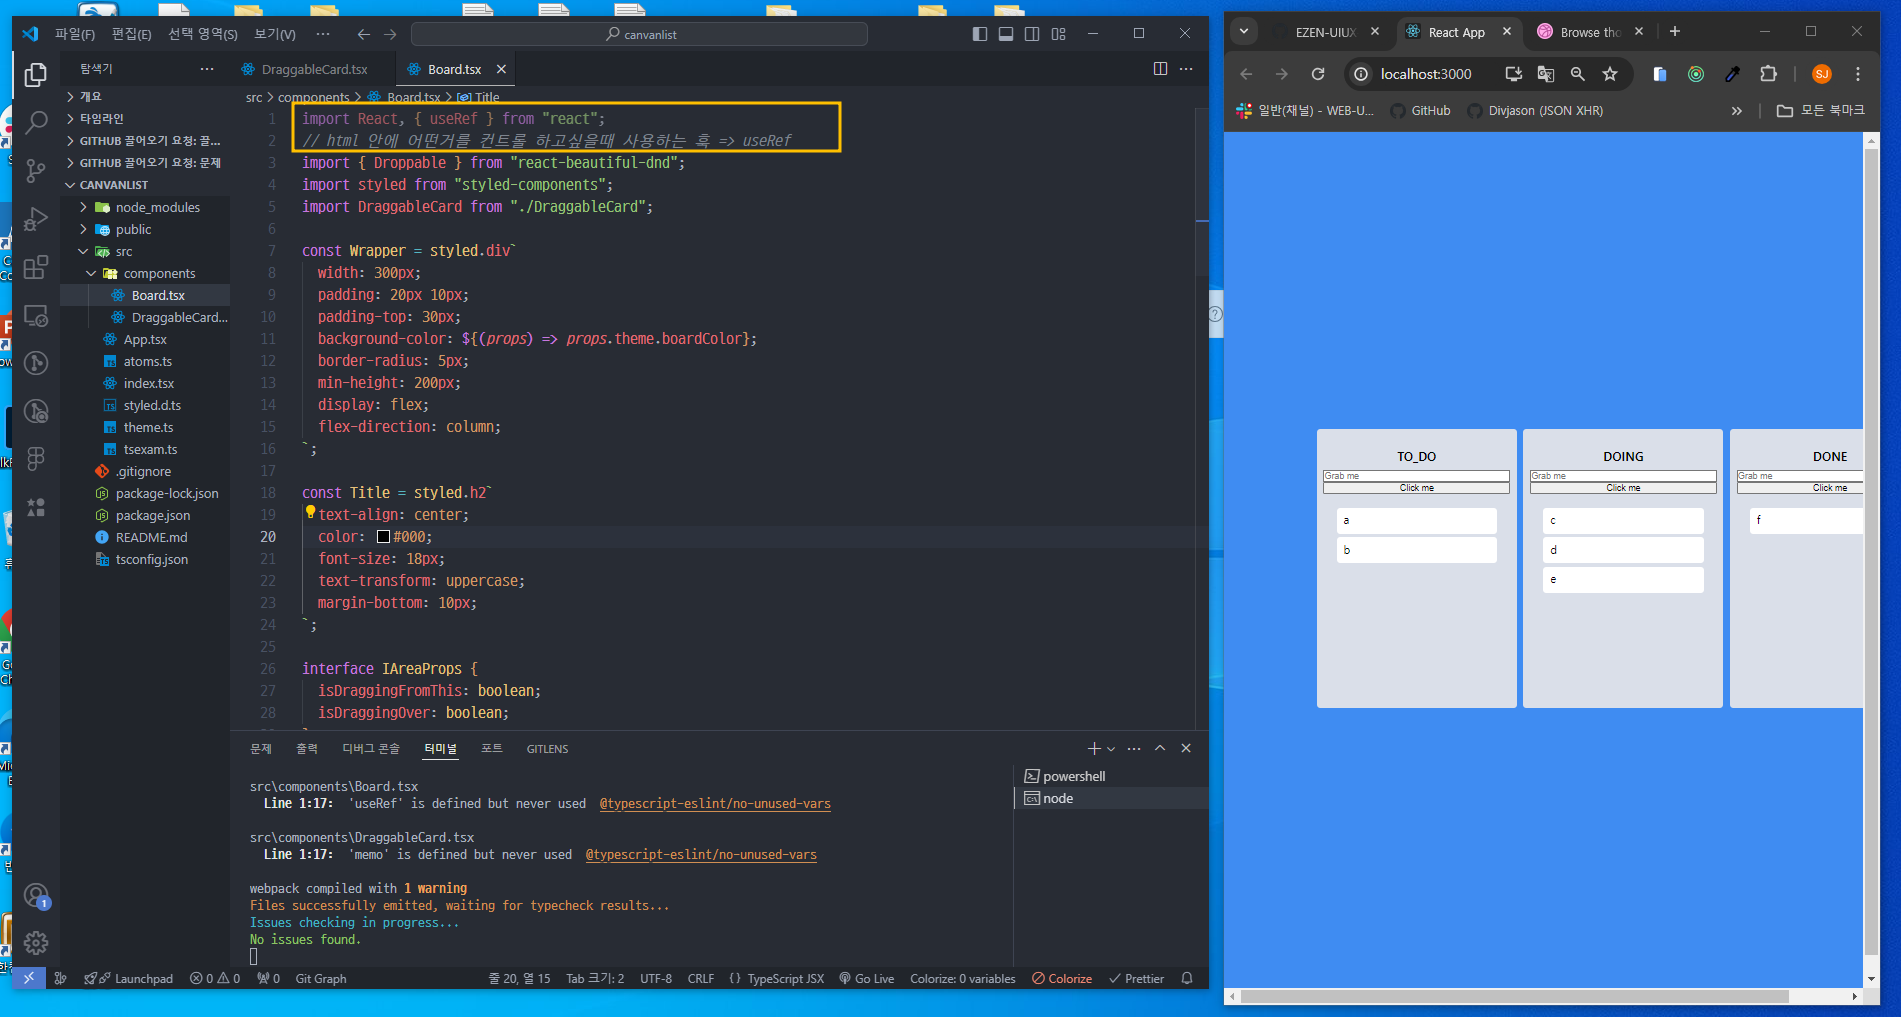 파일(F) 편집(E) 선택 영역(S) 보기(V) ··· canvanlist
탐색기 ···
개요
타임라인
GITHUB 끌어오기 요청: 끌...
GITHUB 끌어오기 요청: 문제
CANVANLIST
node_modules
public
src
components
Board.tsx
DraggableCard...
App.tsx
atoms.ts
index.tsx
styled.d.ts
theme.ts
tsexam.ts
.gitignore
package-lock.json
package.json
README.md
tsconfig.json
DraggableCard.tsx Board.tsx
src > components > Board.tsx > Title
1 import React, { useRef } from "react";
2 // html 안에 어떤거를 컨트롤 하고싶을때 사용하는 훅 => useRef
3 import { Droppable } from "react-beautiful-dnd";
4 import styled from "styled-components";
5 import DraggableCard from "./DraggableCard";
6
7 const Wrapper = styled.div`
8 width: 300px;
9 padding: 20px 10px;
10 padding-top: 30px;
11 background-color: ${(props) => props.theme.boardColor};
12 border-radius: 5px;
13 min-height: 200px;
14 display: flex;
15 flex-direction: column;
16 `;
17
18 const Title = styled.h2`
19 text-align: center;
20 color: #000;
21 font-size: 18px;
22 text-transform: uppercase;
23 margin-bottom: 10px;
24 `;
25
26 interface IAreaProps {
27 isDraggingFromThis: boolean;
28 isDraggingOver: boolean;
문제 출력 디버그 콘솔 터미널 포트 GITLENS
src\components\Board.tsx
Line 1:17: 'useRef' is defined but never used @typescript-eslint/no-unused-vars
src\components\DraggableCard.tsx
Line 1:17: 'memo' is defined but never used @typescript-eslint/no-unused-vars
webpack compiled with 1 warning
Files successfully emitted, waiting for typecheck results...
Issues checking in progress...
No issues found.
powershell
node
Launchpad 0 0 0 Git Graph 줄 20, 열 15 Tab 크기: 2 UTF-8 CRLF {} TypeScript JSX Go Live Colorize: 0 variables Colorize Prettier
1
EZEN-UIUX React App Browse tho
localhost:3000 SJ
일반(채널) - WEB-U... GitHub Divjason (JSON XHR) 모든 북마크
TO_DO
Grab me
Click me
a
b
DOING
Grab me
Click me
c
d
e
DONE
Grab me
Click me
f